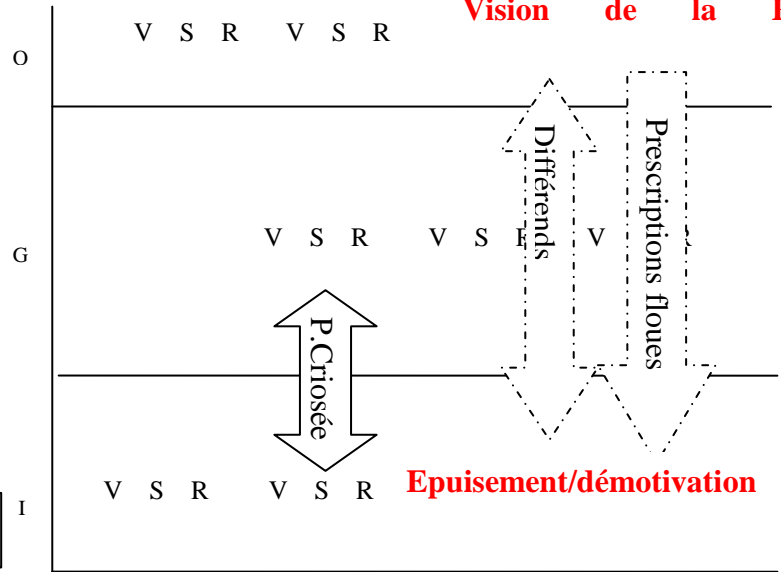 Vision de la
O
V S R V S R
Différends
Prescriptions floues
G
V S R V S V
P.Criosée
I
V S R V S R
Epuisement/démotivation